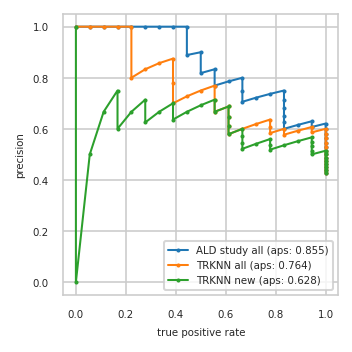 1.0
0.8
0.6
0.4
0.2
0.0
precision
0.0 0.2 0.4 0.6 0.8 1.0
true positive rate
ALD study all (aps: 0.855)
TRKNN all (aps: 0.764)
TRKNN new (aps: 0.628)